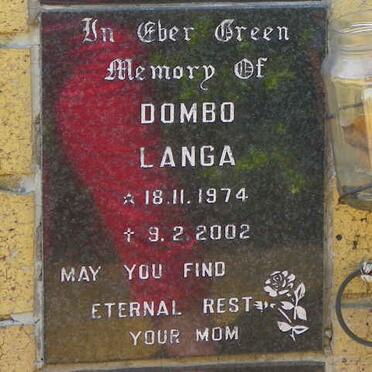 In Eber Green
Memory Of
DOMBO
LANGA
☆ 18.11.1974
✝ 9.2.2002
MAY YOU FIND
ETERNAL REST
YOUR MOM